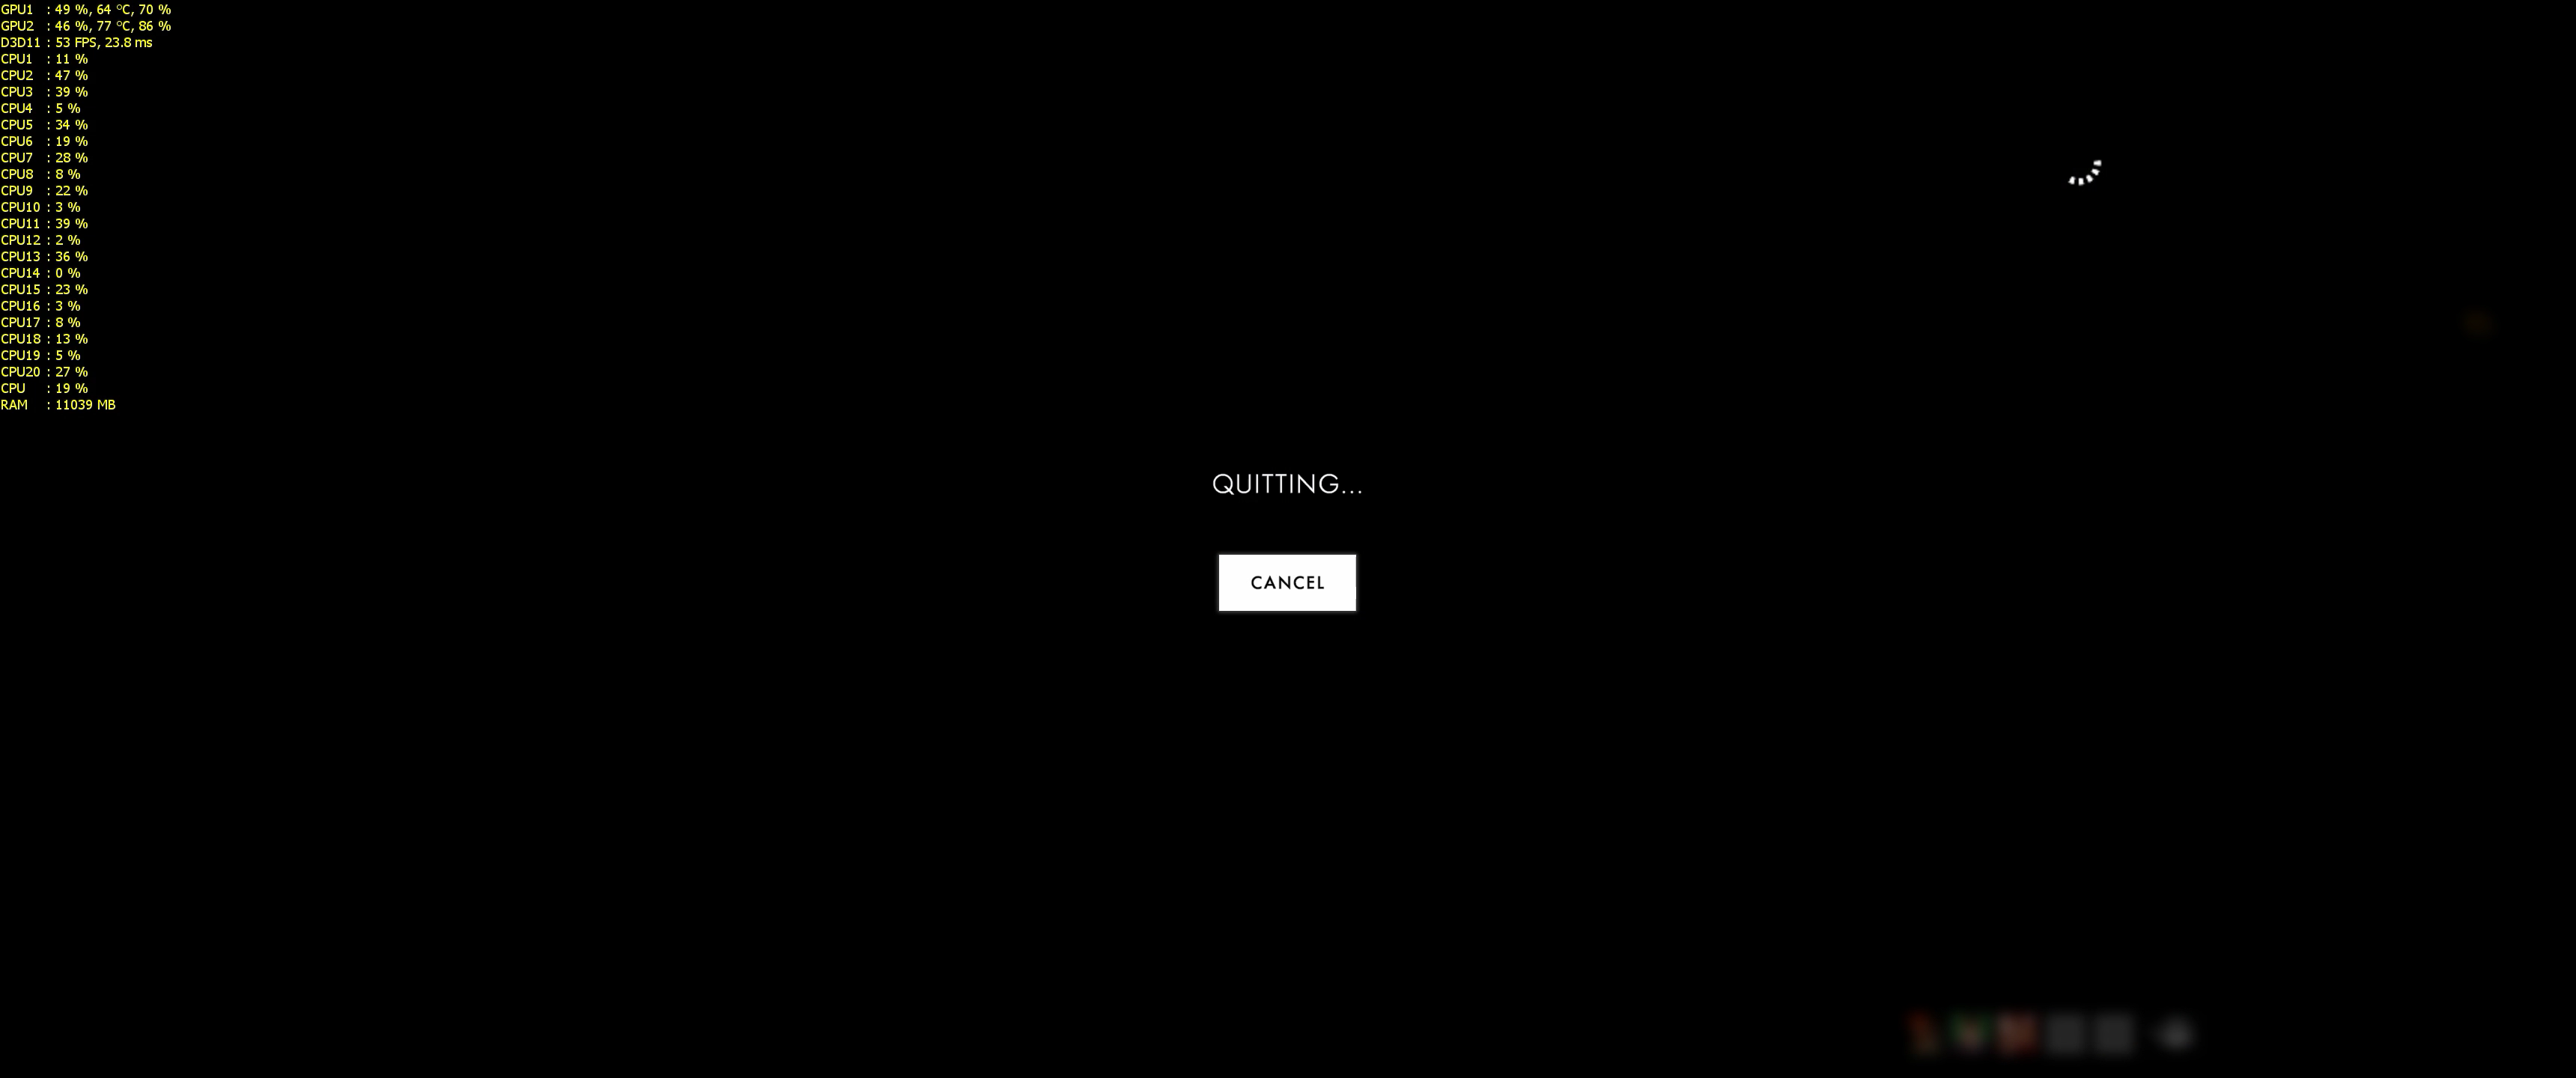 GPU1 : 49 %, 64 °C, 70 %
GPU2 : 46 %, 77 °C, 86 %
D3D11 : 53 FPS, 23.8 ms
CPU1 : 11 %
CPU2 : 47 %
CPU3 : 39 %
CPU4 : 5 %
CPU5 : 34 %
CPU6 : 19 %
CPU7 : 28 %
CPU8 : 8 %
CPU9 : 22 %
CPU10 : 3 %
CPU11 : 39 %
CPU12 : 2 %
CPU13 : 36 %
CPU14 : 0 %
CPU15 : 23 %
CPU16 : 3 %
CPU17 : 8 %
CPU18 : 13 %
CPU19 : 5 %
CPU20 : 27 %
CPU : 19 %
RAM : 11039 MB
QUITTING...
CANCEL